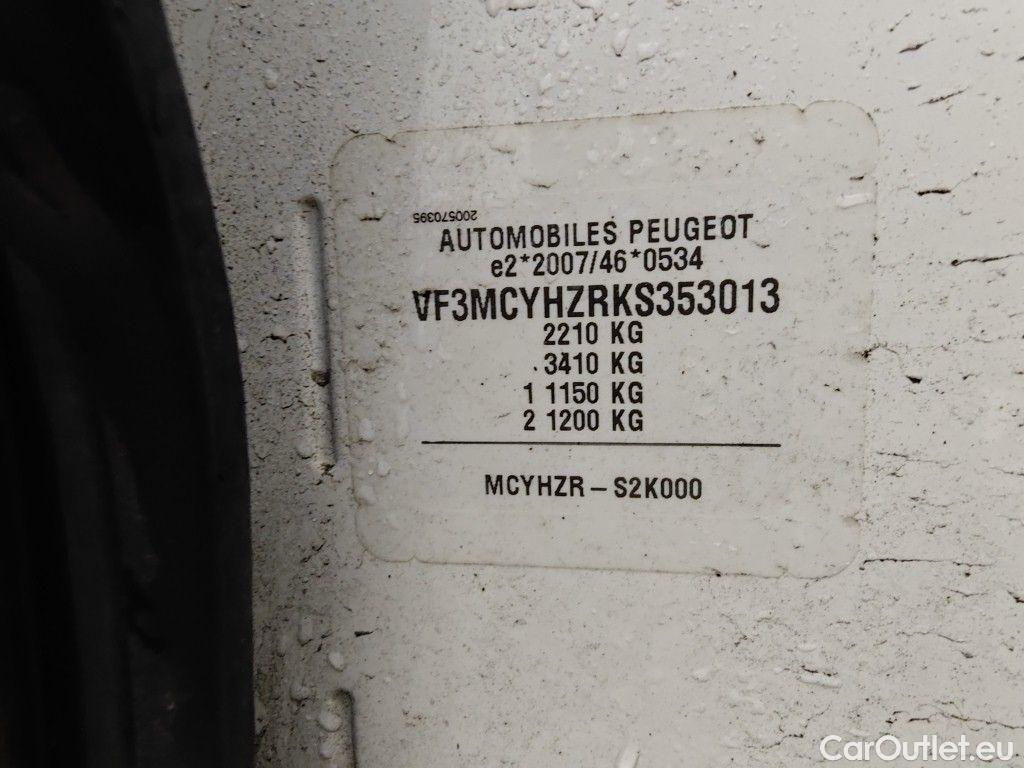 200570395
AUTOMOBILES PEUGEOT
e2*2007/46*0534
VF3MCYHZRKS353013
2210 KG
3410 KG
1 1150 KG
2 1200 KG
MCYHZR – S2K000
CarOutlet.eu